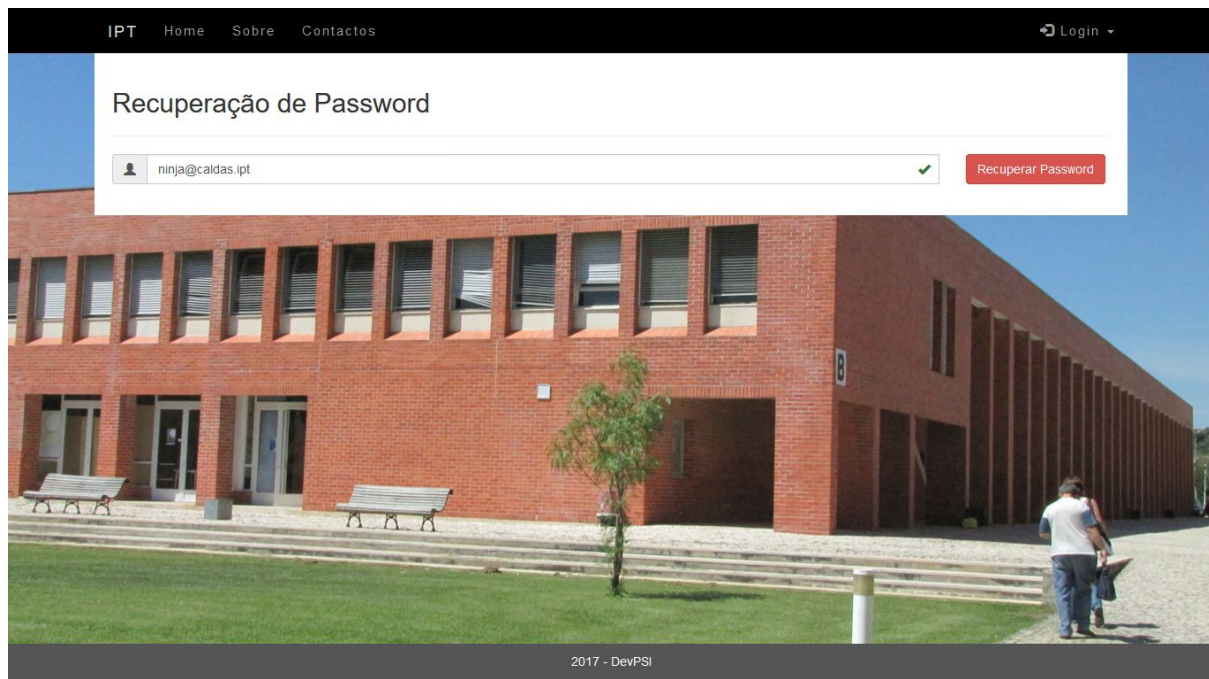 IPT Home Sobre Contactos Login
Recuperação de Password
ninja@caldas.ipt Recuperar Password
B
2017 - DevPSI